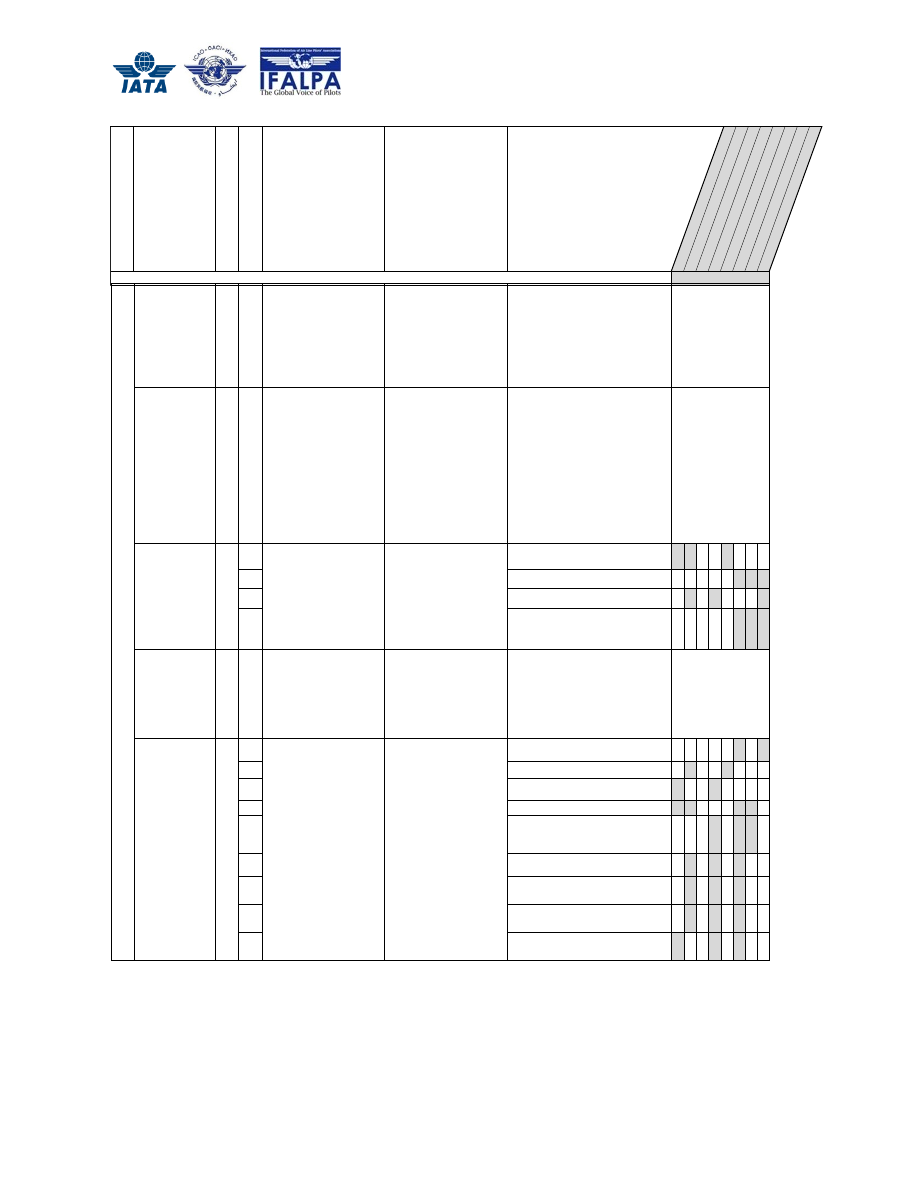 IATA
ICAO · OACI · ИКАО
International Federation of Air Line Pilots' Associations
IFALPA
The Global Voice of Pilots